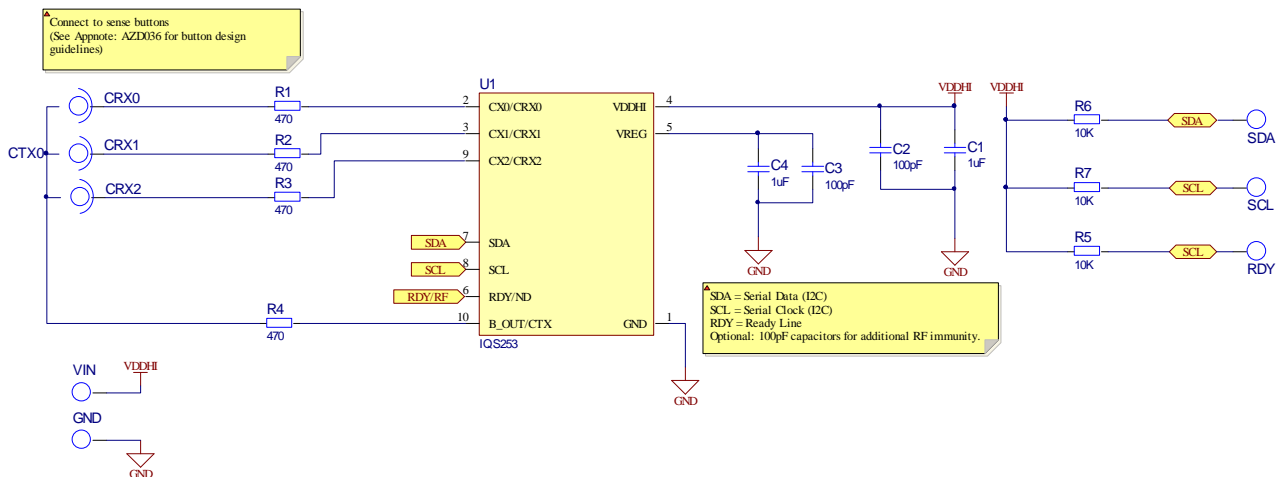 Connect to sense buttons
(See Appnote: AZD036 for button design
guidelines)
CTX0
CRX0
R1
470
CRX1
R2
470
CRX2
R3
470
R4
470
U1
2 CX0/CRX0
3 CX1/CRX1
9 CX2/CRX2
SDA 7 SDA
SCL 8 SCL
RDY/RF 6 RDY/ND
10 B_OUT/CTX
VDDHI 4
VREG 5
GND 1
IQS253
GND
C4
1uF
C3
100pF
GND
C2
100pF
VDDHI
C1
1uF
GND
VDDHI
R6
10K
SDA
SDA
R7
10K
SCL
SCL
R5
10K
SCL
RDY
SDA = Serial Data (I2C)
SCL = Serial Clock (I2C)
RDY = Ready Line
Optional: 100pF capacitors for additional RF immunity.
VIN
VDDHI
GND
GND